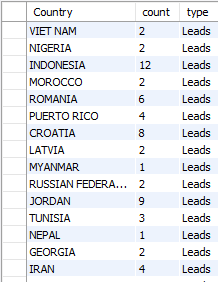 Country count type
VIET NAM 2 Leads
NIGERIA 2 Leads
INDONESIA 12 Leads
MOROCCO 2 Leads
ROMANIA 6 Leads
PUERTO RICO 4 Leads
CROATIA 8 Leads
LATVIA 2 Leads
MYANMAR 1 Leads
RUSSIAN FEDERA... 2 Leads
JORDAN 9 Leads
TUNISIA 3 Leads
NEPAL 1 Leads
GEORGIA 2 Leads
IRAN 4 Leads